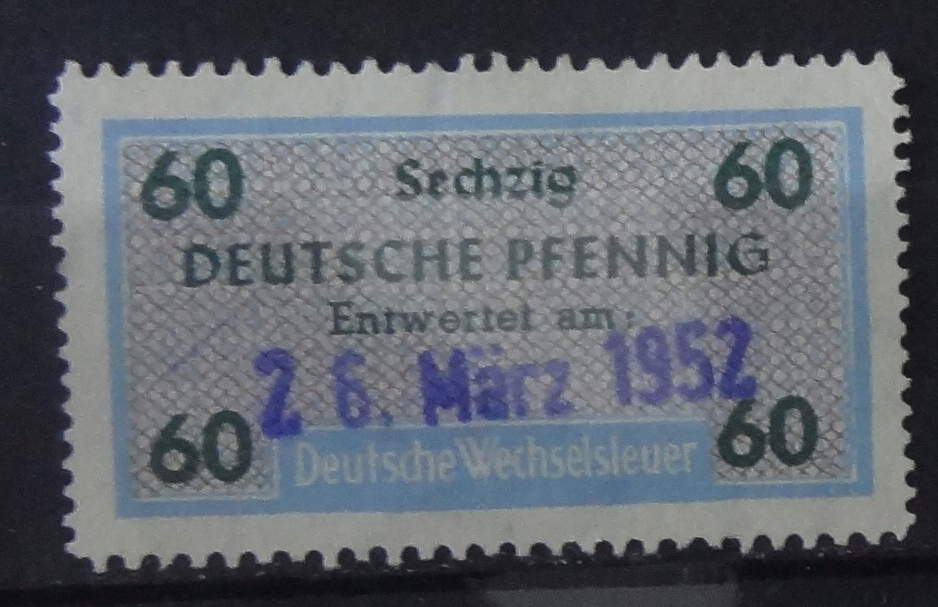 60 Sechzig 60
DEUTSCHE PFENNIG
Entwertet am:
26. März 1952
60 Deutsche Wechselsteuer 60